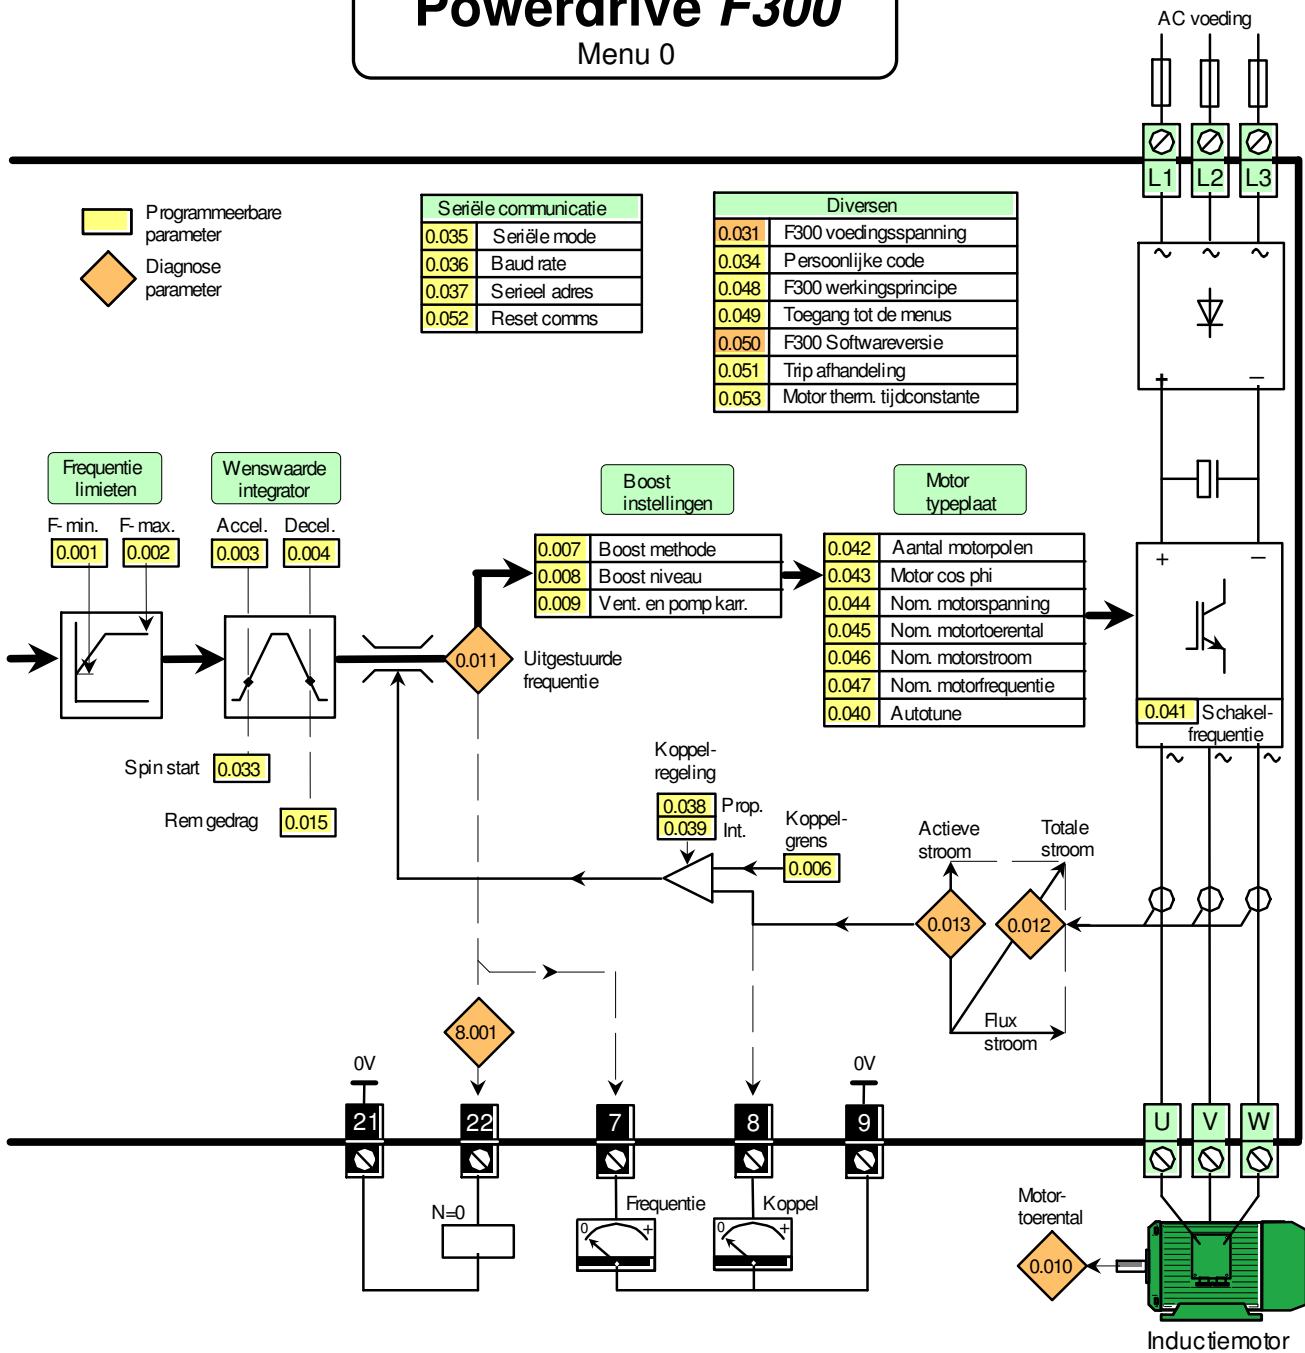 Powerdrive F300
Menu 0
AC voeding
L1 L2 L3
Programmeerbare
parameter
Diagnose
parameter
Seriële communicatie
0.035 Seriële mode
0.036 Baud rate
0.037 Serieel adres
0.052 Reset comms
Diversen
0.031 F300 voedingsspanning
0.034 Persoonlijke code
0.048 F300 werkingsprincipe
0.049 Toegang tot de menus
0.050 F300 Softwareversie
0.051 Trip afhandeling
0.053 Motor therm. tijdconstante
~ ~ ~
+ −
Frequentie
limieten
F-min. F-max.
0.001 0.002
Wenswaarde
integrator
Accel. Decel.
0.003 0.004
Spin start 0.033
Rem gedrag 0.015
0.011
Uitgestuurde
frequentie
Boost
instellingen
0.007 Boost methode
0.008 Boost niveau
0.009 Vent. en pomp karr.
Motor
typeplaat
0.042 Aantal motorpolen
0.043 Motor cos phi
0.044 Nom. motorspanning
0.045 Nom. motortoerental
0.046 Nom. motorstroom
0.047 Nom. motorfrequentie
0.040 Autotune
+ −
0.041 Schakel-
frequentie
~ ~ ~
Koppel-
regeling
0.038 Prop.
0.039 Int.
Koppel-
grens
0.006
Actieve
stroom
Totale
stroom
0.013
0.012
Flux
stroom
8.001
0V
0V
21
22
7
8
9
U V W
N=0
Frequentie
0 +
Koppel
0 +
Motor-
toerental
0.010
Inductiemotor